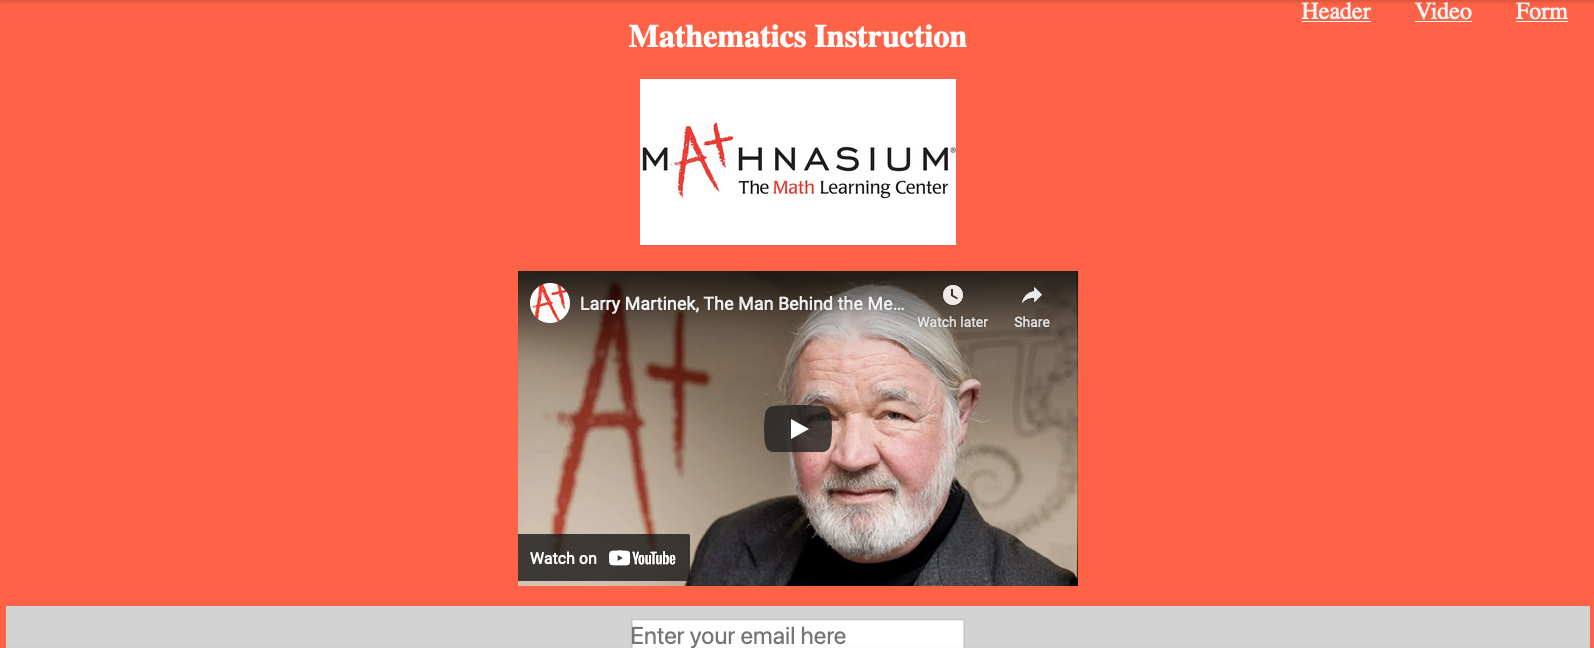 Header Video Form
Mathematics Instruction
MATHNASIUM®
The Math Learning Center
A+ Larry Martinek, The Man Behind the Me...
Watch later Share
A+
Watch on YouTube
Enter your email here